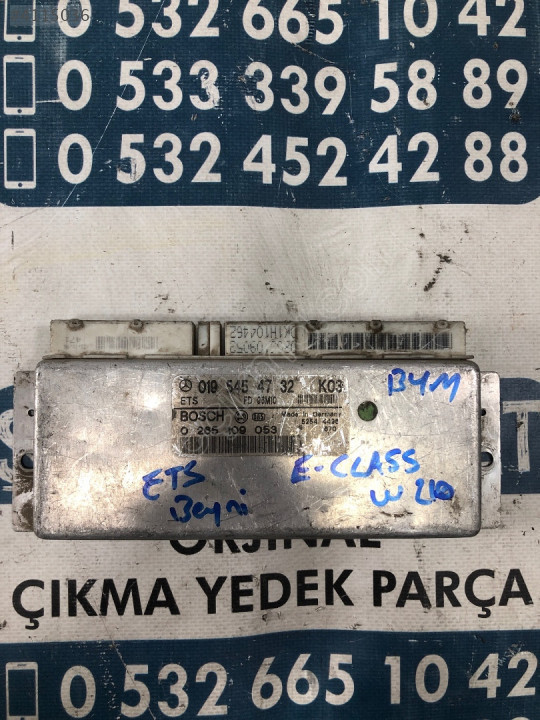 0 532 665 10 42
0 533 339 58 89
0 532 452 42 88
K1H104462
019 545 47 32 K03
ETS
BOSCH
Made in Germany
0 265 109 053
BYM
ETS
Beyni
E-CLASS
W 210
ORJİNAL
ÇIKMA YEDEK PARÇA
0 532 665 10 42